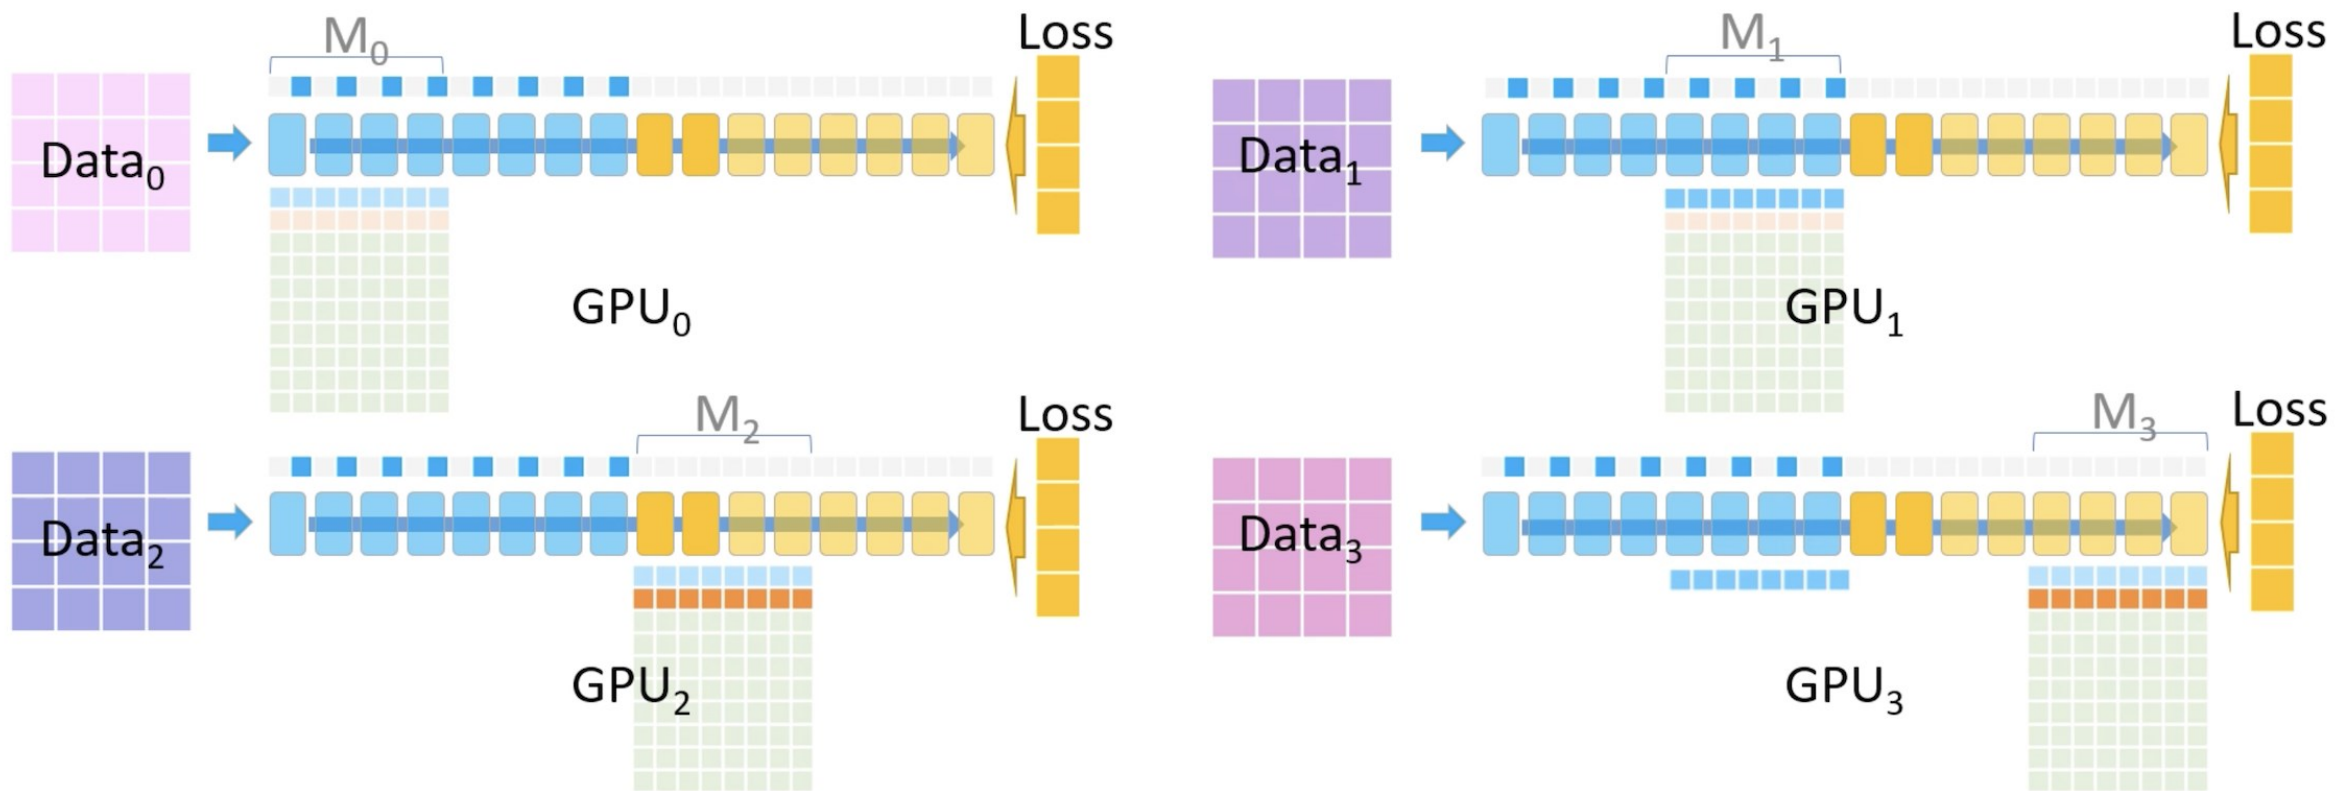 M₀
Loss
Data₀
GPU₀
M₁
Loss
Data₁
GPU₁
M₂
Loss
Data₂
GPU₂
M₃
Loss
Data₃
GPU₃